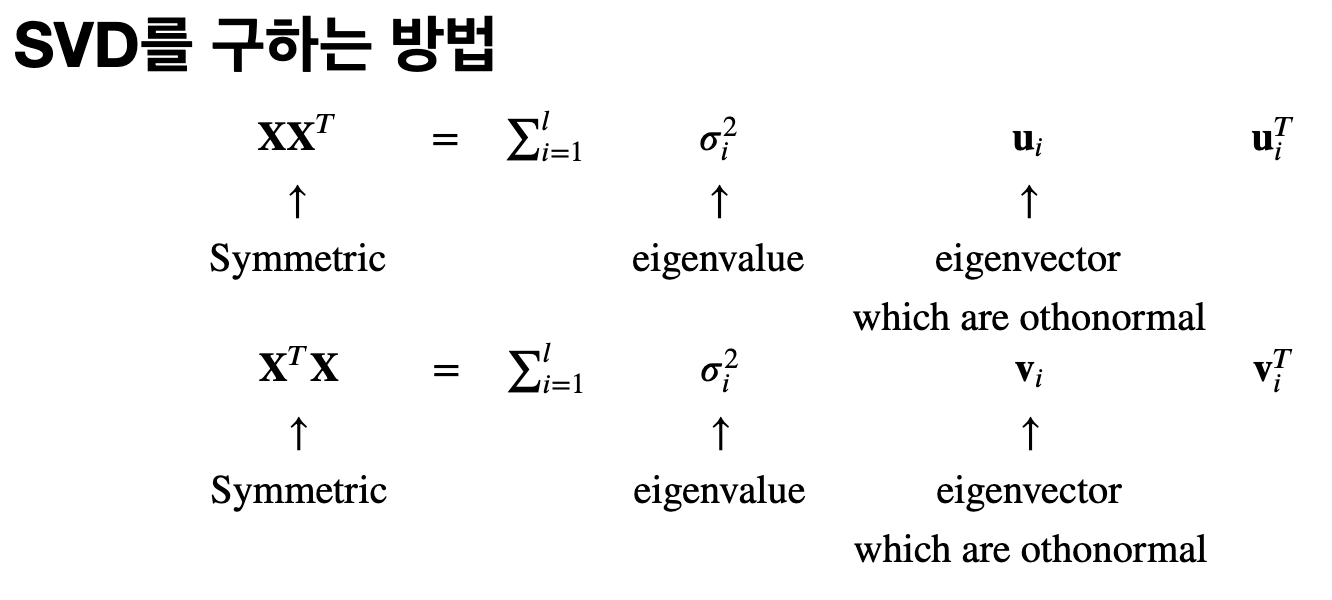 SVD를 구하는 방법
𝐗𝐗^T = ∑_{i=1}^{l} σ_i^2 𝐮_i 𝐮_i^T
↑ ↑ ↑
Symmetric eigenvalue eigenvector
which are othonormal
𝐗^T𝐗 = ∑_{i=1}^{l} σ_i^2 𝐯_i 𝐯_i^T
↑ ↑ ↑
Symmetric eigenvalue eigenvector
which are othonormal